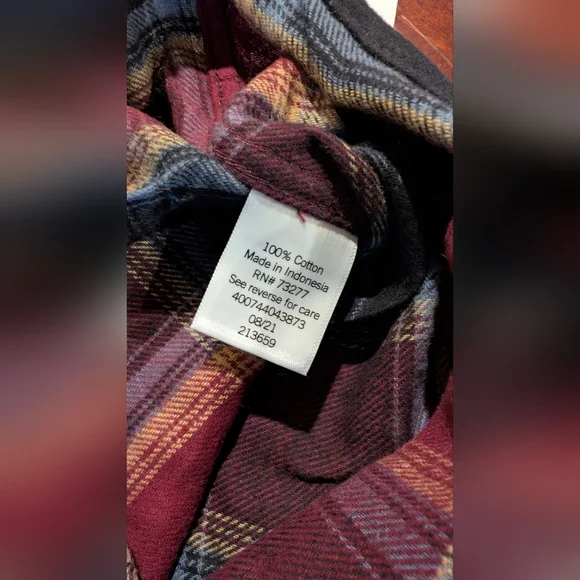 100% Cotton
Made in Indonesia
RN# 73277
See reverse for care
400744043873
08/21
213659